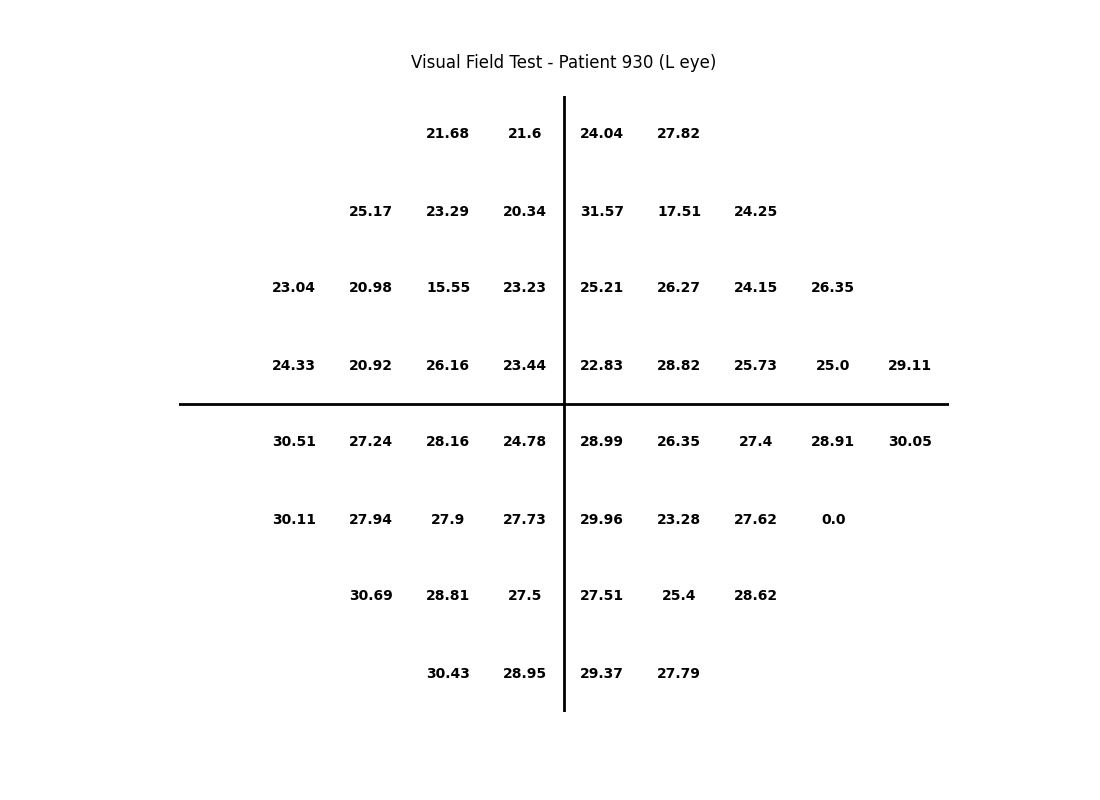 Visual Field Test - Patient 930 (L eye)
21.68 21.6 24.04 27.82
25.17 23.29 20.34 31.57 17.51 24.25
23.04 20.98 15.55 23.23 25.21 26.27 24.15 26.35
24.33 20.92 26.16 23.44 22.83 28.82 25.73 25.0 29.11
30.51 27.24 28.16 24.78 28.99 26.35 27.4 28.91 30.05
30.11 27.94 27.9 27.73 29.96 23.28 27.62 0.0
30.69 28.81 27.5 27.51 25.4 28.62
30.43 28.95 29.37 27.79